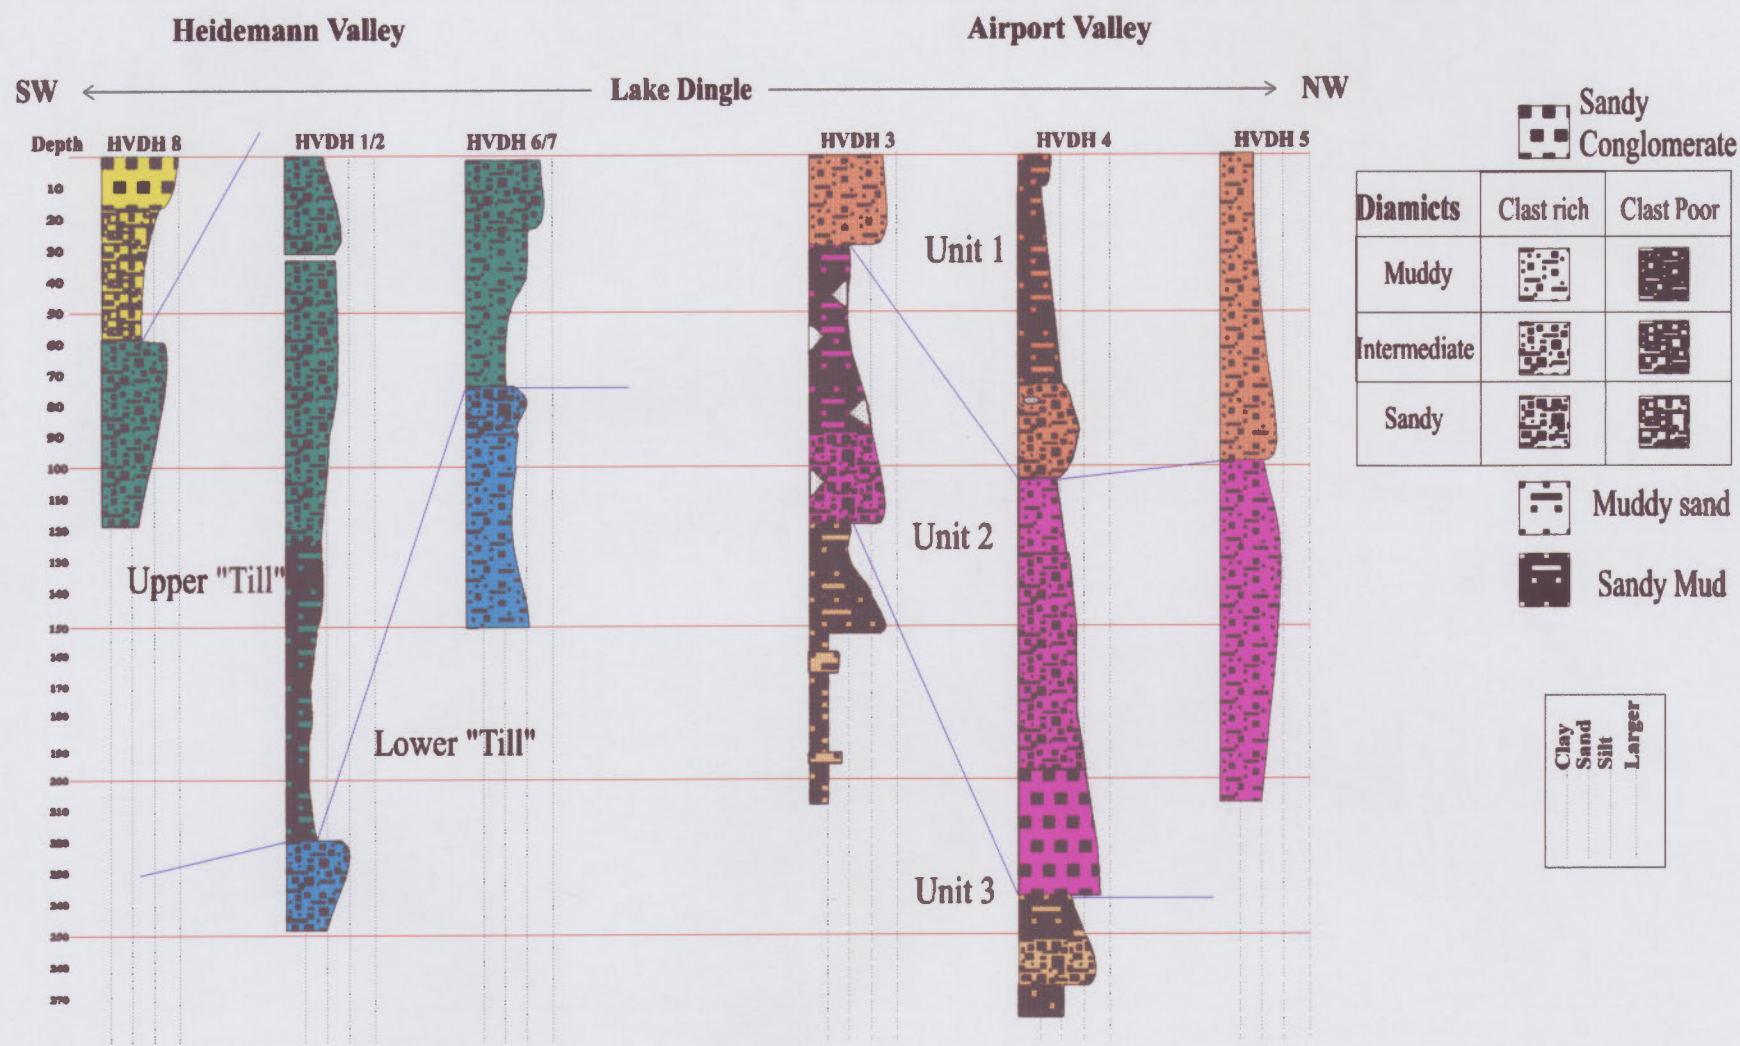 Heidemann Valley
Airport Valley
SW
Lake Dingle
NW
Depth
HVDH 8
HVDH 1/2
HVDH 6/7
HVDH 3
HVDH 4
HVDH 5
10
20
30
40
50
60
70
80
90
100
110
120
130
140
150
160
170
180
190
200
210
220
230
240
250
260
270
Upper "Till"
Lower "Till"
Unit 1
Unit 2
Unit 3
Sandy
Conglomerate
Diamicts
Clast rich
Clast Poor
Muddy
Intermediate
Sandy
Muddy sand
Sandy Mud
Clay
Sand
Silt
Larger